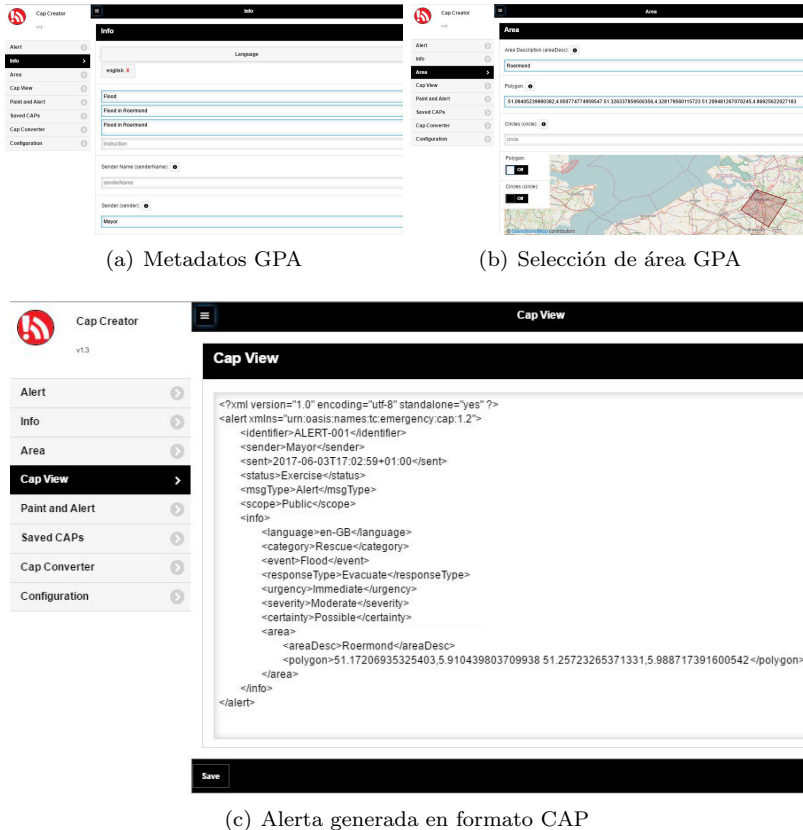 Cap Creator
v1.3
Info
Info
Alert
Info
Area
Cap View
Paint and Alert
Saved CAPs
Cap Converter
Configuration
Language
english X
Flood
Flood in Roermond
Flood in Roermond
instruction
Sender Name (senderName):
senderName
Sender (sender):
Mayor
(a) Metadatos GPA
Cap Creator
v1.3
Area
Area
Alert
Info
Area
Cap View
Paint and Alert
Saved CAPs
Cap Converter
Configuration
Area Description (areaDesc):
Roermond
Polygon:
Circles (circle):
circle
Polygon:
Off
Circles (circle):
Off
© OpenStreetMap contributors
(b) Selección de área GPA
Cap Creator
v1.3
Cap View
Cap View
Alert
Info
Area
Cap View
Paint and Alert
Saved CAPs
Cap Converter
Configuration
<?xml version="1.0" encoding="utf-8" standalone="yes" ?>
<alert xmlns="urn:oasis:names:tc:emergency:cap:1.2">
<identifier>ALERT-001</identifier>
<sender>Mayor</sender>
<sent>2017-06-03T17:02:59+01:00</sent>
<status>Exercise</status>
<msgType>Alert</msgType>
<scope>Public</scope>
<info>
<language>en-GB</language>
<category>Rescue</category>
<event>Flood</event>
<responseType>Evacuate</responseType>
<urgency>Immediate</urgency>
<severity>Moderate</severity>
<certainty>Possible</certainty>
<area>
<areaDesc>Roermond</areaDesc>
<polygon>51.17206935325403,5.910439803709938 51.25723265371331,5.988717391600542</polygon>
</area>
</info>
</alert>
Save
(c) Alerta generada en formato CAP